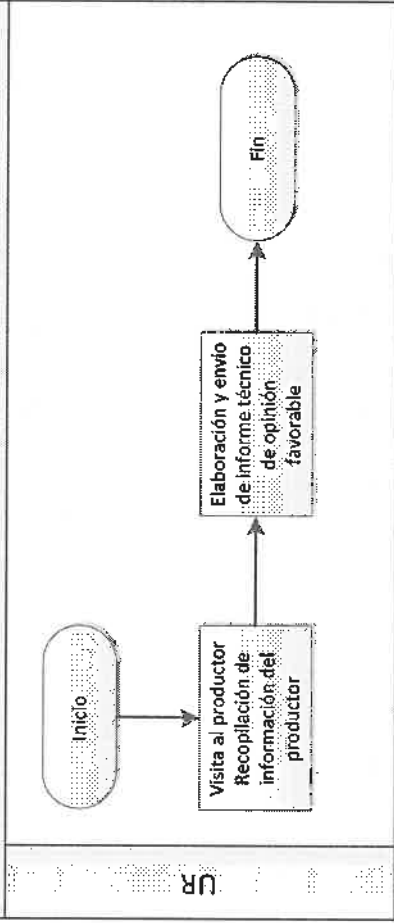 UR
Inicio
Visita al productor
Recopilación de
información del
productor
Elaboración y envío
de informe técnico
de opinión
favorable
Fin